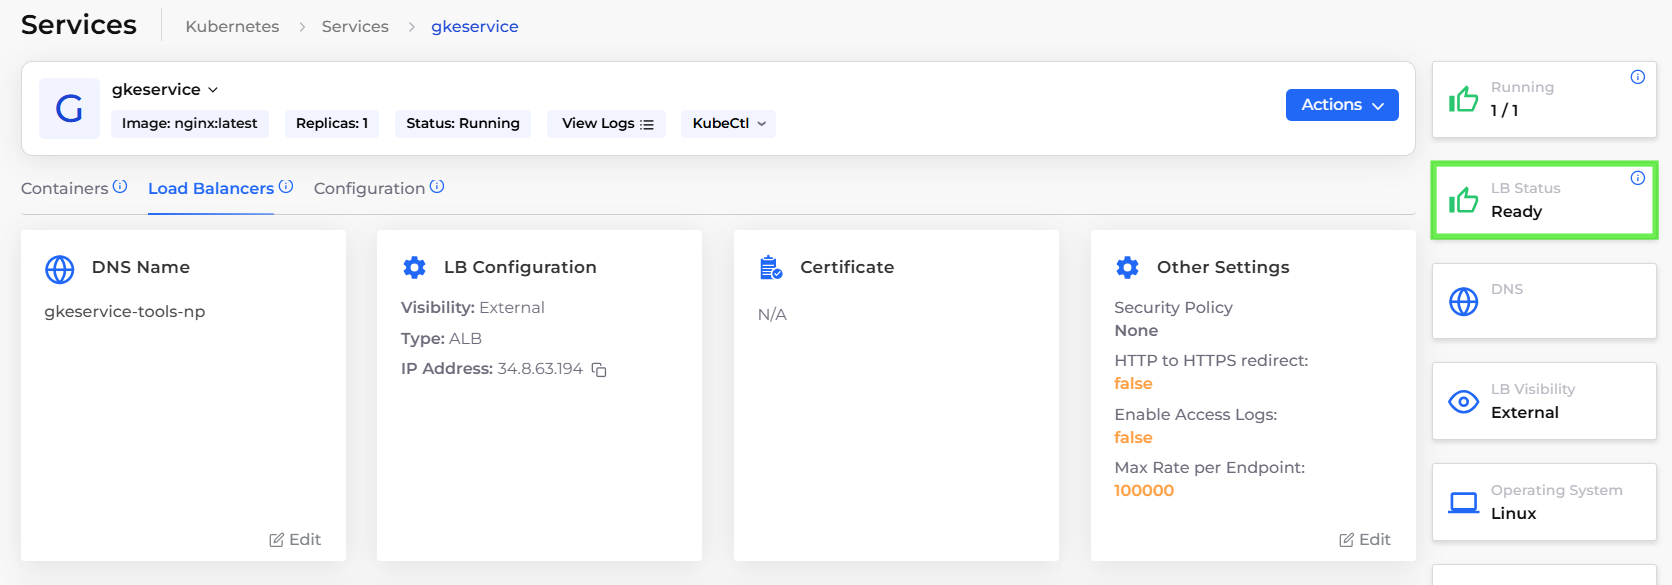 Services
Kubernetes > Services > gkeservice
G
gkeservice
Image: nginx:latest
Replicas: 1
Status: Running
View Logs
KubeCtl
Actions
Containers
Load Balancers
Configuration
DNS Name
gkeservice-tools-np
Edit
LB Configuration
Visibility: External
Type: ALB
IP Address: 34.8.63.194
Certificate
N/A
Other Settings
Security Policy
None
HTTP to HTTPS redirect:
false
Enable Access Logs:
false
Max Rate per Endpoint:
100000
Edit
Running
1 / 1
LB Status
Ready
DNS
LB Visibility
External
Operating System
Linux